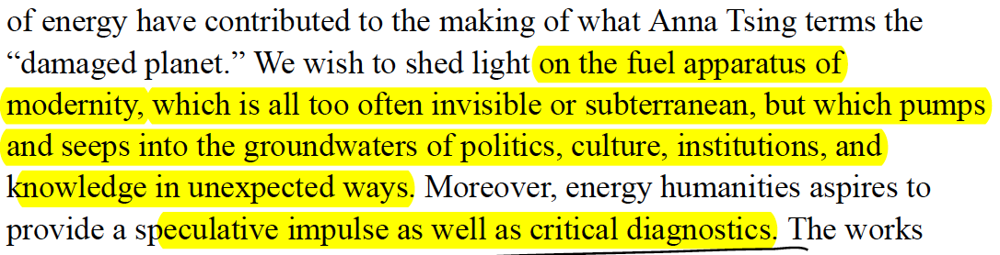 of energy have contributed to the making of what Anna Tsing terms the
“damaged planet.” We wish to shed light on the fuel apparatus of
modernity, which is all too often invisible or subterranean, but which pumps
and seeps into the groundwaters of politics, culture, institutions, and
knowledge in unexpected ways. Moreover, energy humanities aspires to
provide a speculative impulse as well as critical diagnostics. The works